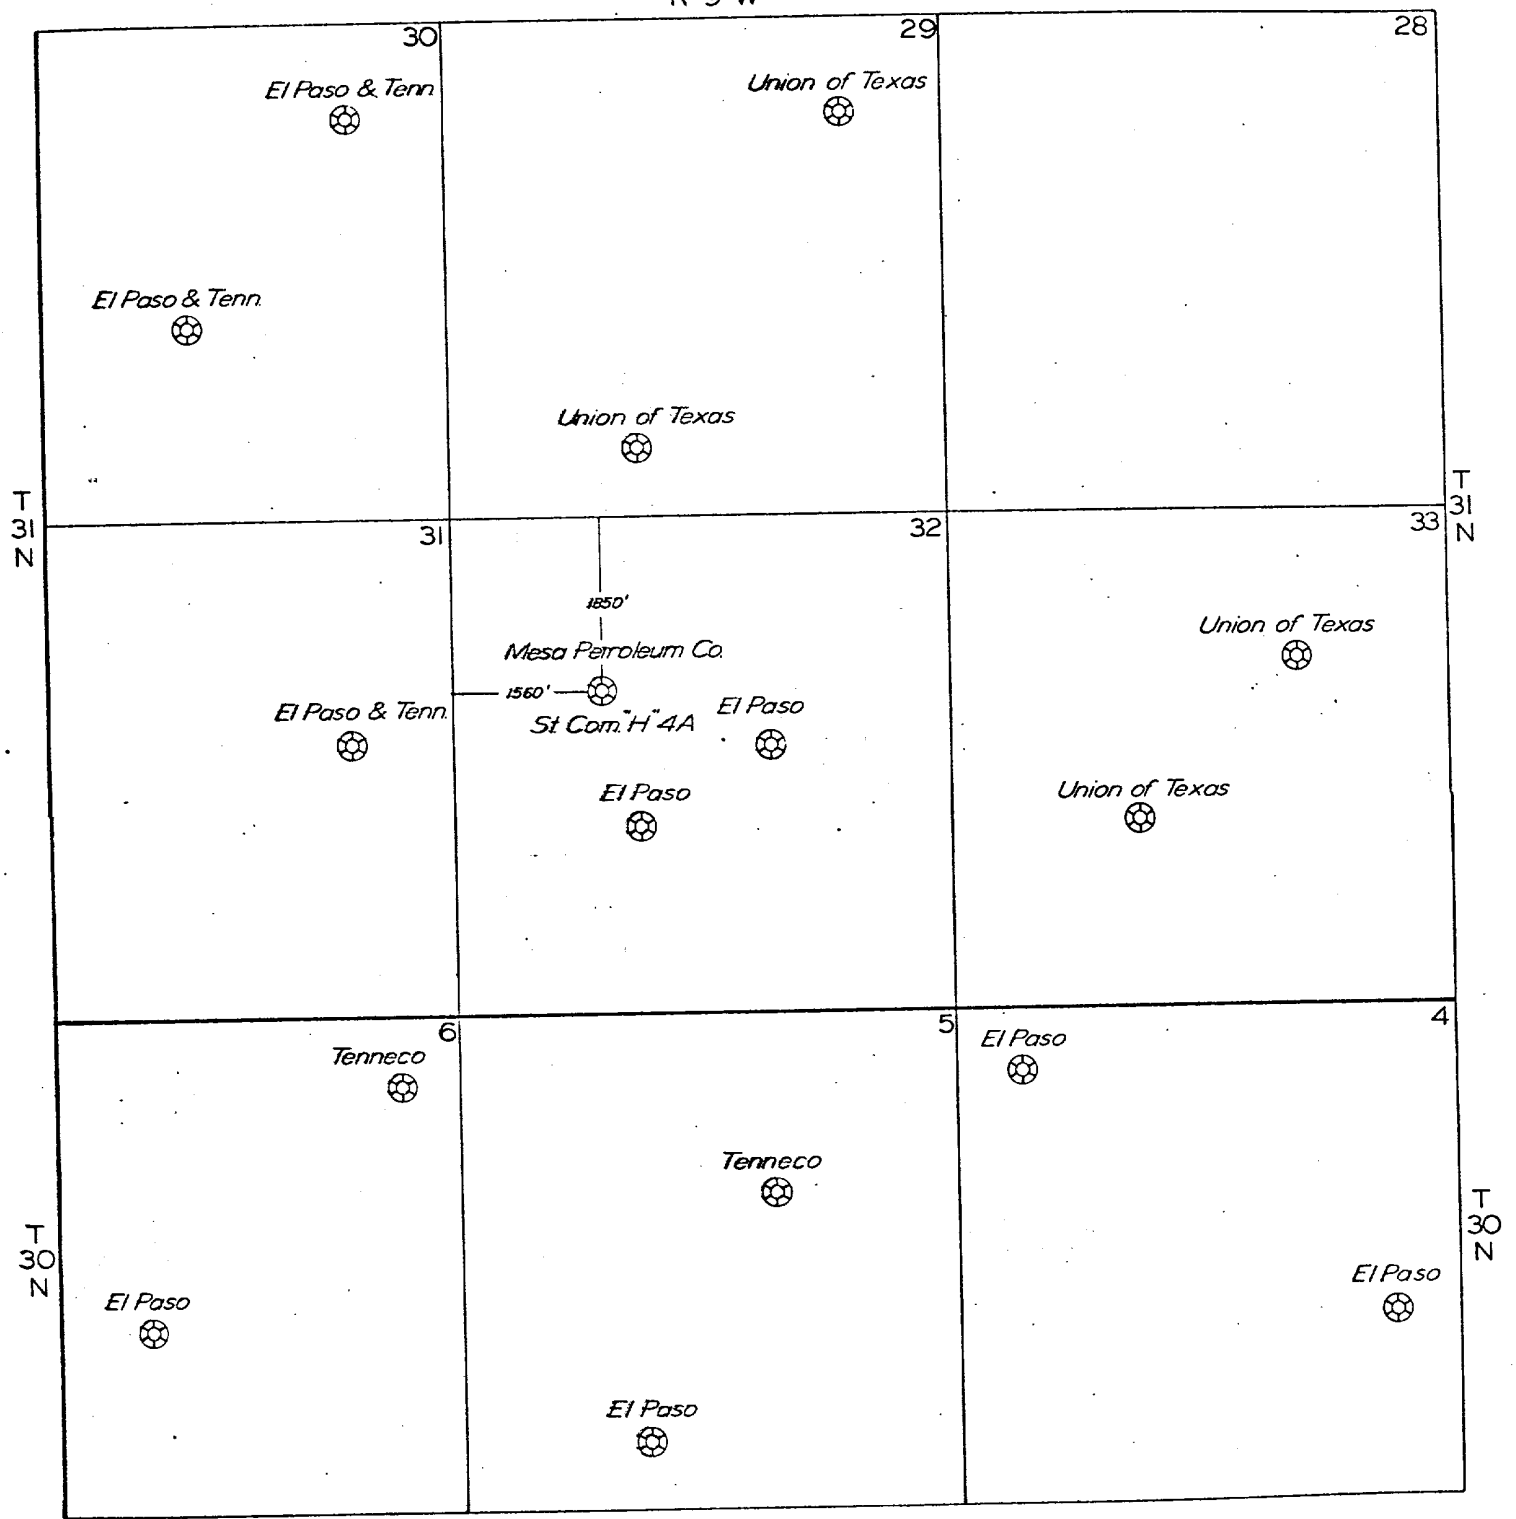 30
29
28
El Paso & Tenn
Union of Texas
El Paso & Tenn.
Union of Texas
T
31
N
T
31
N
31
32
33
1850'
Mesa Petroleum Co.
1560'
St. Com. "H" 4A
El Paso & Tenn.
El Paso
El Paso
Union of Texas
Union of Texas
6
5
4
Tenneco
El Paso
Tenneco
T
30
N
T
30
N
El Paso
El Paso
El Paso